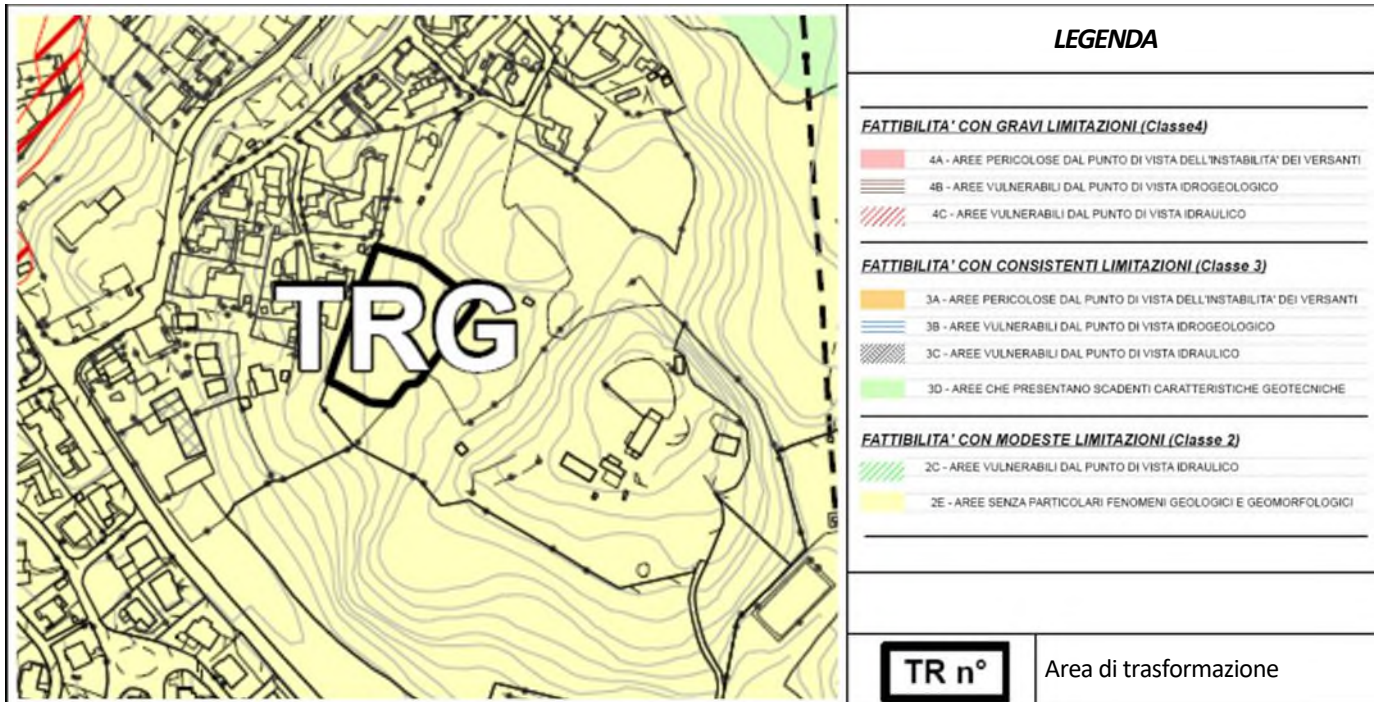 TRG
LEGENDA
FATTIBILITA' CON GRAVI LIMITAZIONI (Classe4)
4A - AREE PERICOLOSE DAL PUNTO DI VISTA DELL'INSTABILITA' DEI VERSANTI
4B - AREE VULNERABILI DAL PUNTO DI VISTA IDROGEOLOGICO
4C - AREE VULNERABILI DAL PUNTO DI VISTA IDRAULICO
FATTIBILITA' CON CONSISTENTI LIMITAZIONI (Classe 3)
3A - AREE PERICOLOSE DAL PUNTO DI VISTA DELL'INSTABILITA' DEI VERSANTI
3B - AREE VULNERABILI DAL PUNTO DI VISTA IDROGEOLOGICO
3C - AREE VULNERABILI DAL PUNTO DI VISTA IDRAULICO
3D - AREE CHE PRESENTANO SCADENTI CARATTERISTICHE GEOTECNICHE
FATTIBILITA' CON MODESTE LIMITAZIONI (Classe 2)
2C - AREE VULNERABILI DAL PUNTO DI VISTA IDRAULICO
2E - AREE SENZA PARTICOLARI FENOMENI GEOLOGICI E GEOMORFOLOGICI
TR n°
Area di trasformazione